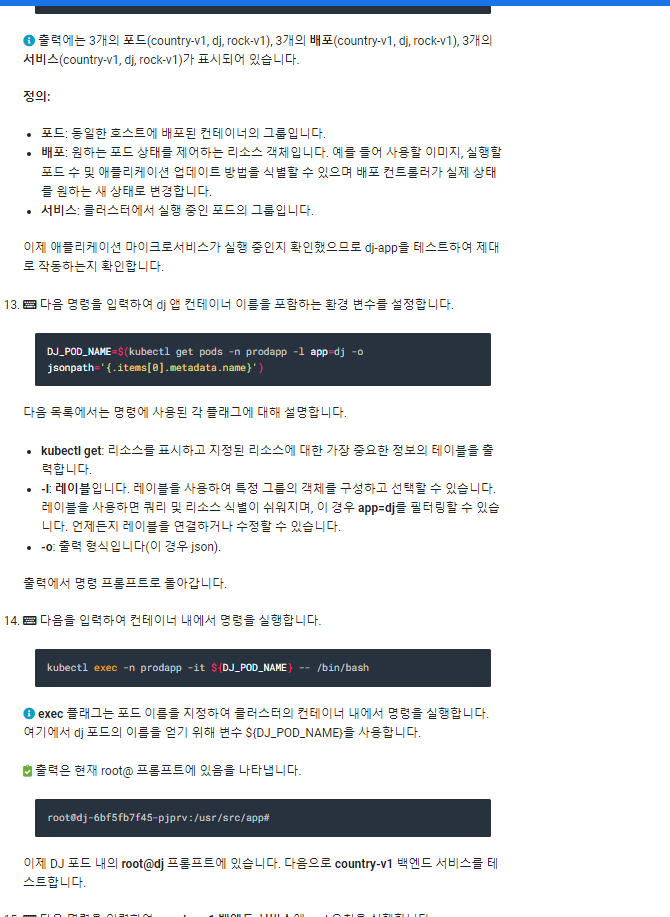 출력에는 3개의 포드(country-v1, dj, rock-v1), 3개의 배포(country-v1, dj, rock-v1), 3개의
서비스(country-v1, dj, rock-v1)가 표시되어 있습니다.
정의:
• 포드: 동일한 호스트에 배포된 컨테이너의 그룹입니다.
• 배포: 원하는 포드 상태를 제어하는 리소스 객체입니다. 예를 들어 사용할 이미지, 실행할
포드 수 및 애플리케이션 업데이트 방법을 식별할 수 있으며 배포 컨트롤러가 실제 상태
를 원하는 새 상태로 변경합니다.
• 서비스: 클러스터에서 실행 중인 포드의 그룹입니다.
이제 애플리케이션 마이크로서비스가 실행 중인지 확인했으므로 dj-app을 테스트하여 제대
로 작동하는지 확인합니다.
13. 다음 명령을 입력하여 dj 앱 컨테이너 이름을 포함하는 환경 변수를 설정합니다.
DJ_POD_NAME=$(kubectl get pods -n prodapp -l app=dj -o
jsonpath='{.items[0].metadata.name}')
다음 목록에서는 명령에 사용된 각 플래그에 대해 설명합니다.
• kubectl get: 리소스를 표시하고 지정된 리소스에 대한 가장 중요한 정보의 테이블을 출
력합니다.
• -l: 레이블입니다. 레이블을 사용하여 특정 그룹의 객체를 구성하고 선택할 수 있습니다.
레이블을 사용하면 쿼리 및 리소스 식별이 쉬워지며, 이 경우 app=dj를 필터링할 수 있습
니다. 언제든지 레이블을 연결하거나 수정할 수 있습니다.
• -o: 출력 형식입니다(이 경우 json).
출력에서 명령 프롬프트로 돌아갑니다.
14. 다음을 입력하여 컨테이너 내에서 명령을 실행합니다.
kubectl exec -n prodapp -it ${DJ_POD_NAME} -- /bin/bash
exec 플래그는 포드 이름을 지정하여 클러스터의 컨테이너 내에서 명령을 실행합니다.
여기에서 dj 포드의 이름을 얻기 위해 변수 ${DJ_POD_NAME}을 사용합니다.
출력은 현재 root@ 프롬프트에 있음을 나타냅니다.
root@dj-6bf5fb7f45-pjprv:/usr/src/app#
이제 DJ 포드 내의 root@dj 프롬프트에 있습니다. 다음으로 country-v1 백엔드 서비스를 테
스트합니다.